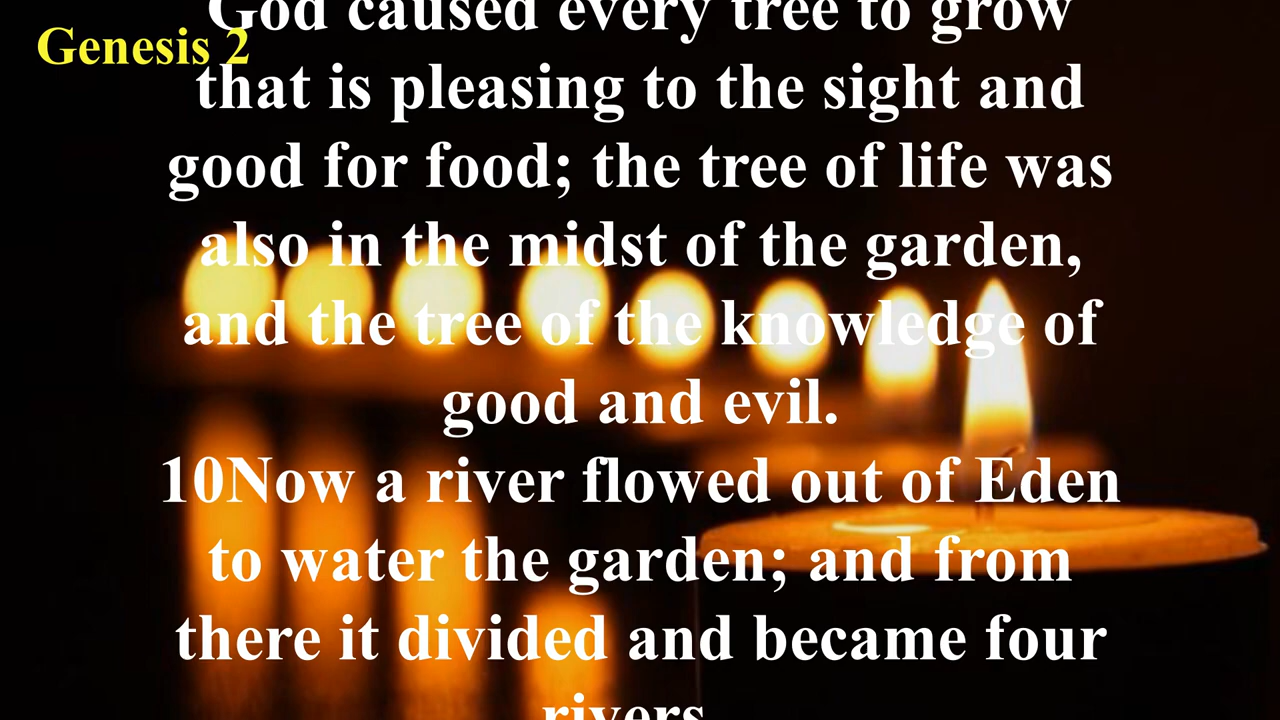 Genesis 2
God caused every tree to grow
that is pleasing to the sight and
good for food; the tree of life was
also in the midst of the garden,
and the tree of the knowledge of
good and evil.
10Now a river flowed out of Eden
to water the garden; and from
there it divided and became four
rivers